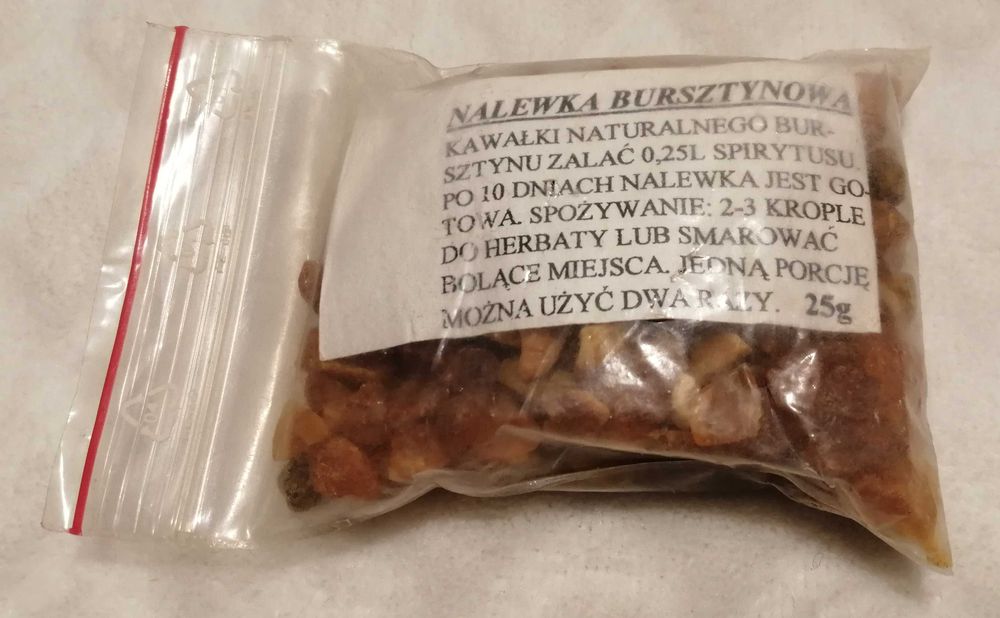 NALEWKA BURSZTYNOWA
KAWAŁKI NATURALNEGO BUR-
SZTYNU ZALAĆ 0,25L SPIRYTUSU.
PO 10 DNIACH NALEWKA JEST GO-
TOWA. SPOŻYWANIE: 2-3 KROPLE
DO HERBATY LUB SMAROWAĆ
BOLĄCE MIEJSCA. JEDNĄ PORCJĘ
MOŻNA UŻYĆ DWA RAZY. 25g